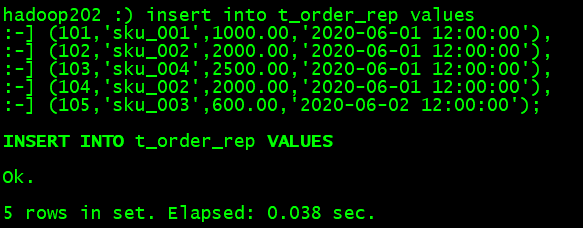 hadoop202 :) insert into t_order_rep values
:-] (101,'sku_001',1000.00,'2020-06-01 12:00:00'),
:-] (102,'sku_002',2000.00,'2020-06-01 12:00:00'),
:-] (103,'sku_004',2500.00,'2020-06-01 12:00:00'),
:-] (104,'sku_002',2000.00,'2020-06-01 12:00:00'),
:-] (105,'sku_003',600.00,'2020-06-02 12:00:00');
INSERT INTO t_order_rep VALUES
Ok.
5 rows in set. Elapsed: 0.038 sec.